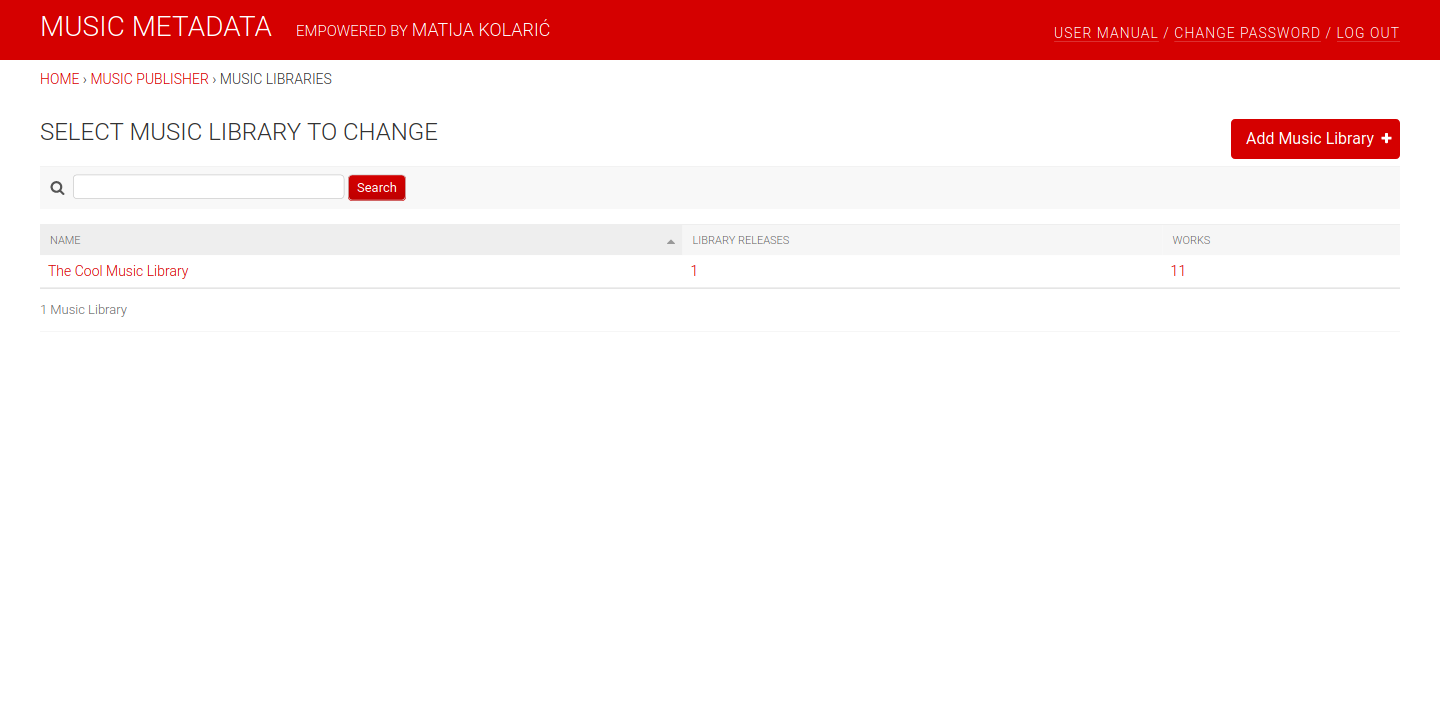 MUSIC METADATA EMPOWERED BY MATIJA KOLARIĆ USER MANUAL / CHANGE PASSWORD / LOG OUT
HOME › MUSIC PUBLISHER › MUSIC LIBRARIES
SELECT MUSIC LIBRARY TO CHANGE
Add Music Library +
Search
NAME LIBRARY RELEASES WORKS
The Cool Music Library 1 11
1 Music Library